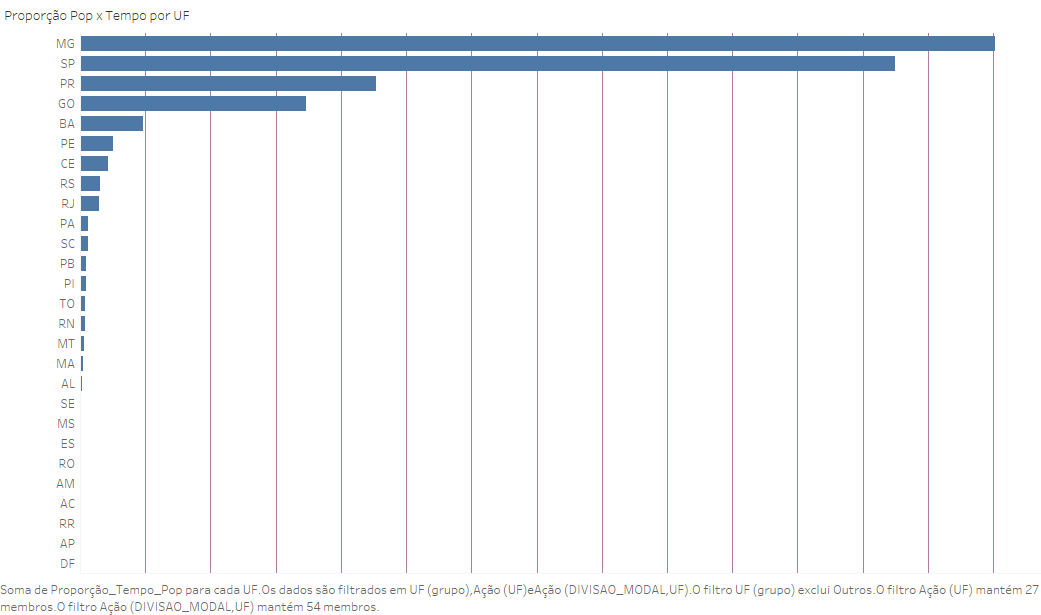 Proporção Pop x Tempo por UF
MG
SP
PR
GO
BA
PE
CE
RS
RJ
PA
SC
PB
PI
TO
RN
MT
MA
AL
SE
MS
ES
RO
AM
AC
RR
AP
DF
Soma de Proporção_Tempo_Pop para cada UF.Os dados são filtrados em UF (grupo),Ação (UF)eAção (DIVISAO_MODAL,UF).O filtro UF (grupo) exclui Outros.O filtro Ação (UF) mantém 27
membros.O filtro Ação (DIVISAO_MODAL,UF) mantém 54 membros.